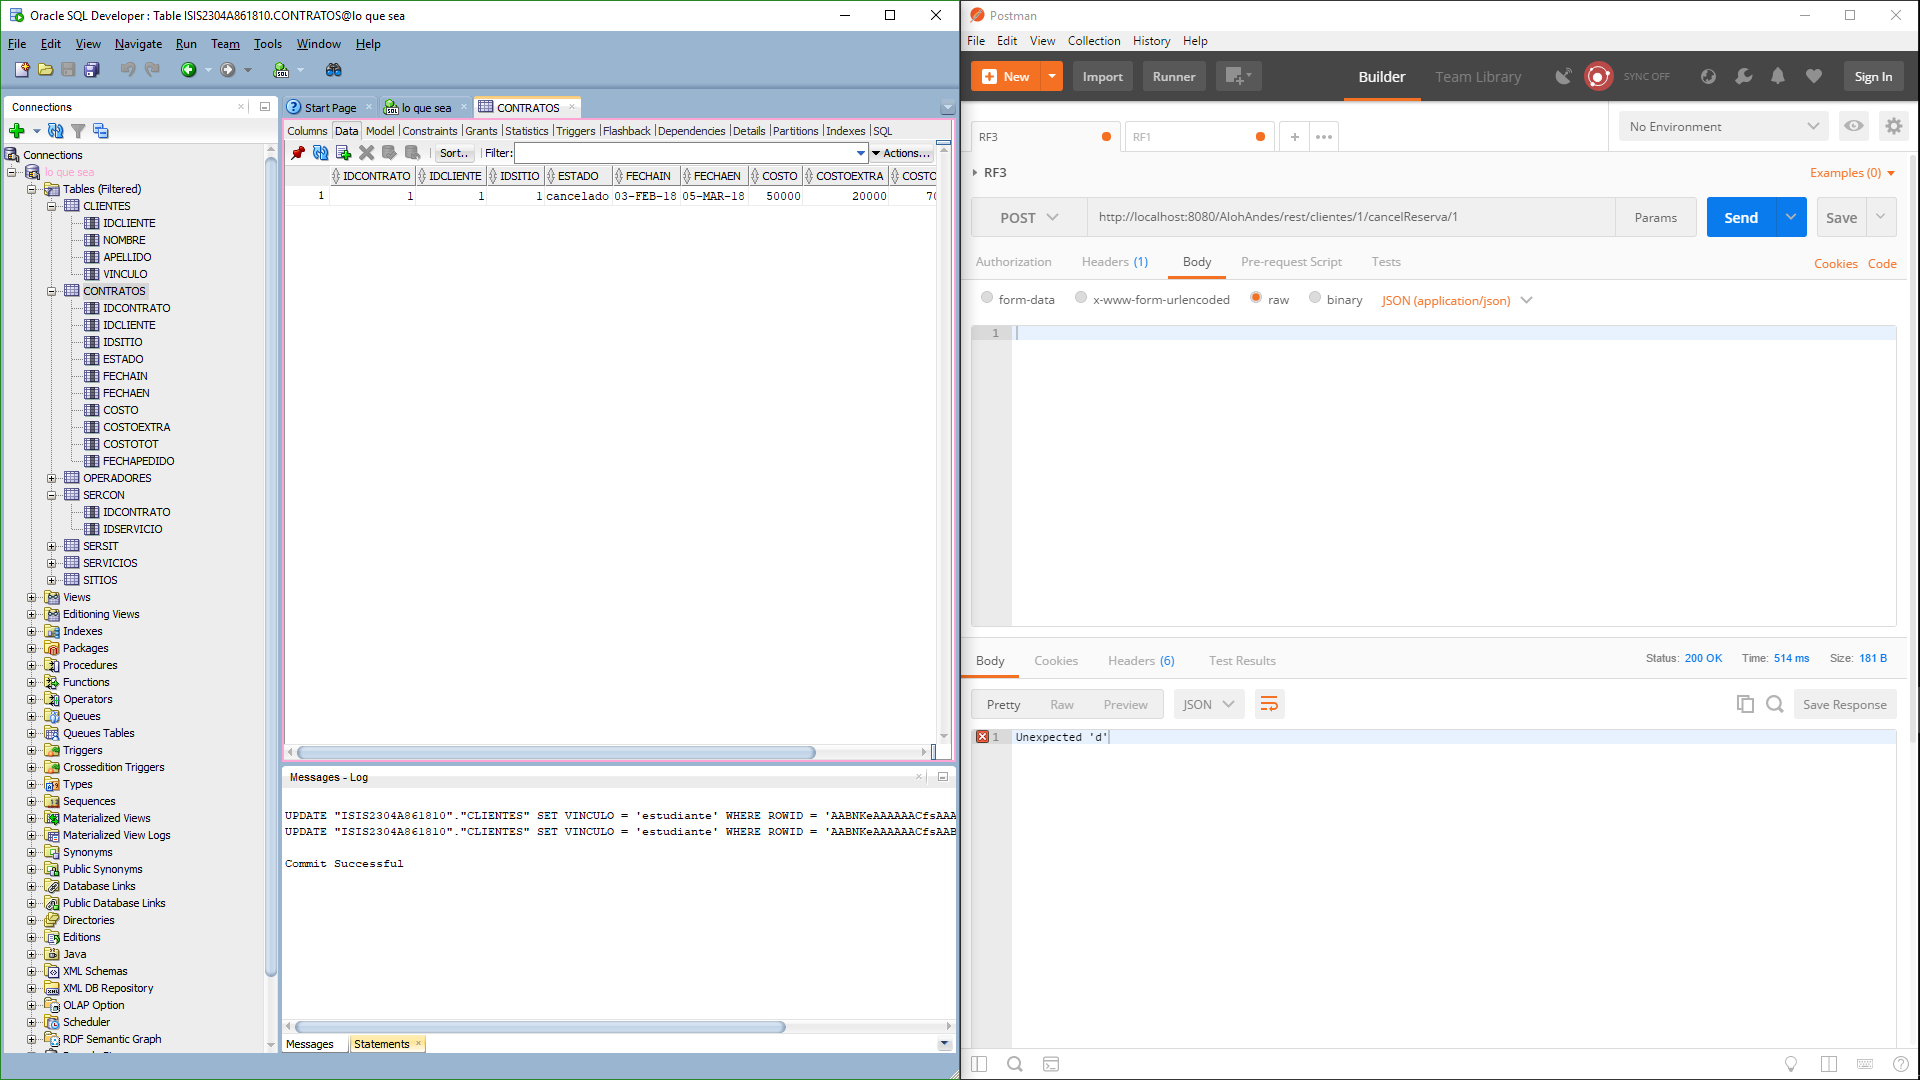 Oracle SQL Developer : Table ISIS2304A861810.CONTRATOS@lo que sea
File Edit View Navigate Run Team Tools Window Help
Connections
Connections
lo que sea
Tables (Filtered)
CLIENTES
IDCLIENTE
NOMBRE
APELLIDO
VINCULO
CONTRATOS
IDCONTRATO
IDCLIENTE
IDSITIO
ESTADO
FECHAIN
FECHAEN
COSTO
COSTOEXTRA
COSTOTOT
FECHAPEDIDO
OPERADORES
SERCON
IDCONTRATO
IDSERVICIO
SERSIT
SERVICIOS
SITIOS
Views
Editioning Views
Indexes
Packages
Procedures
Functions
Operators
Queues
Queues Tables
Triggers
Crossedition Triggers
Types
Sequences
Materialized Views
Materialized View Logs
Synonyms
Public Synonyms
Database Links
Public Database Links
Directories
Editions
Java
XML Schemas
XML DB Repository
OLAP Option
Scheduler
RDF Semantic Graph
Start Page lo que sea CONTRATOS
Columns Data Model Constraints Grants Statistics Triggers Flashback Dependencies Details Partitions Indexes SQL
Sort.. Filter: Actions...
IDCONTRATO IDCLIENTE IDSITIO ESTADO FECHAIN FECHAEN COSTO COSTOEXTRA COSTO
1 1 1 1 cancelado 03-FEB-18 05-MAR-18 50000 20000 70
Messages - Log
UPDATE "ISIS2304A861810"."CLIENTES" SET VINCULO = 'estudiante' WHERE ROWID = 'AABNKeAAAAAACfsAAA
UPDATE "ISIS2304A861810"."CLIENTES" SET VINCULO = 'estudiante' WHERE ROWID = 'AABNKeAAAAAACfsAAB
Commit Successful
Messages Statements
Postman
File Edit View Collection History Help
New Import Runner Builder Team Library SYNC OFF Sign In
RF3 RF1 No Environment
RF3 Examples (0)
POST http://localhost:8080/AlohAndes/rest/clientes/1/cancelReserva/1 Params Send Save
Authorization Headers (1) Body Pre-request Script Tests Cookies Code
form-data x-www-form-urlencoded raw binary JSON (application/json)
1
Body Cookies Headers (6) Test Results Status: 200 OK Time: 514 ms Size: 181 B
Pretty Raw Preview JSON Save Response
1 Unexpected 'd'